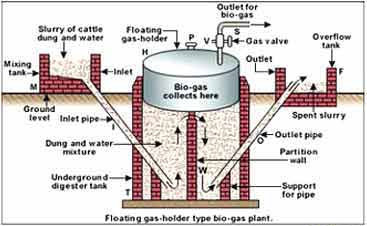 Slurry of cattle
dung and water
Floating
gas-holder
Outlet for
bio-gas
P
S
V
Gas valve
H
Overflow
tank
Mixing
tank
Inlet
Outlet
F
M
Bio-gas
collects here
Ground
level
Spent slurry
Inlet pipe
I
O
Outlet pipe
Dung and water
mixture
Partition
wall
W
Underground
digester tank
T
Support
for pipe
Floating gas-holder type bio-gas plant.